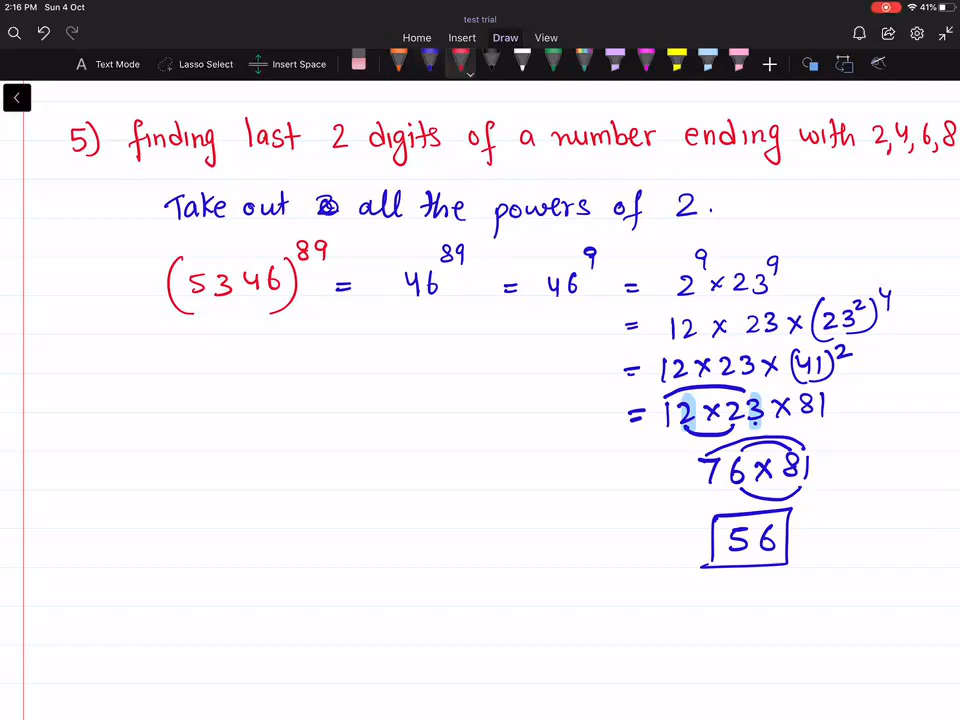 2:16 PM Sun 4 Oct 41%
test trial
Home Insert Draw View
A Text Mode Lasso Select Insert Space
5) finding last 2 digits of a number ending with 2,4,6,8
Take out all the powers of 2.
(5346)^89 = 46^89 = 46^9 = 2^9 × 23^9
= 12 × 23 × (23^2)^4
= 12 × 23 × (41)^2
= 12 × 23 × 81
76 × 81
56